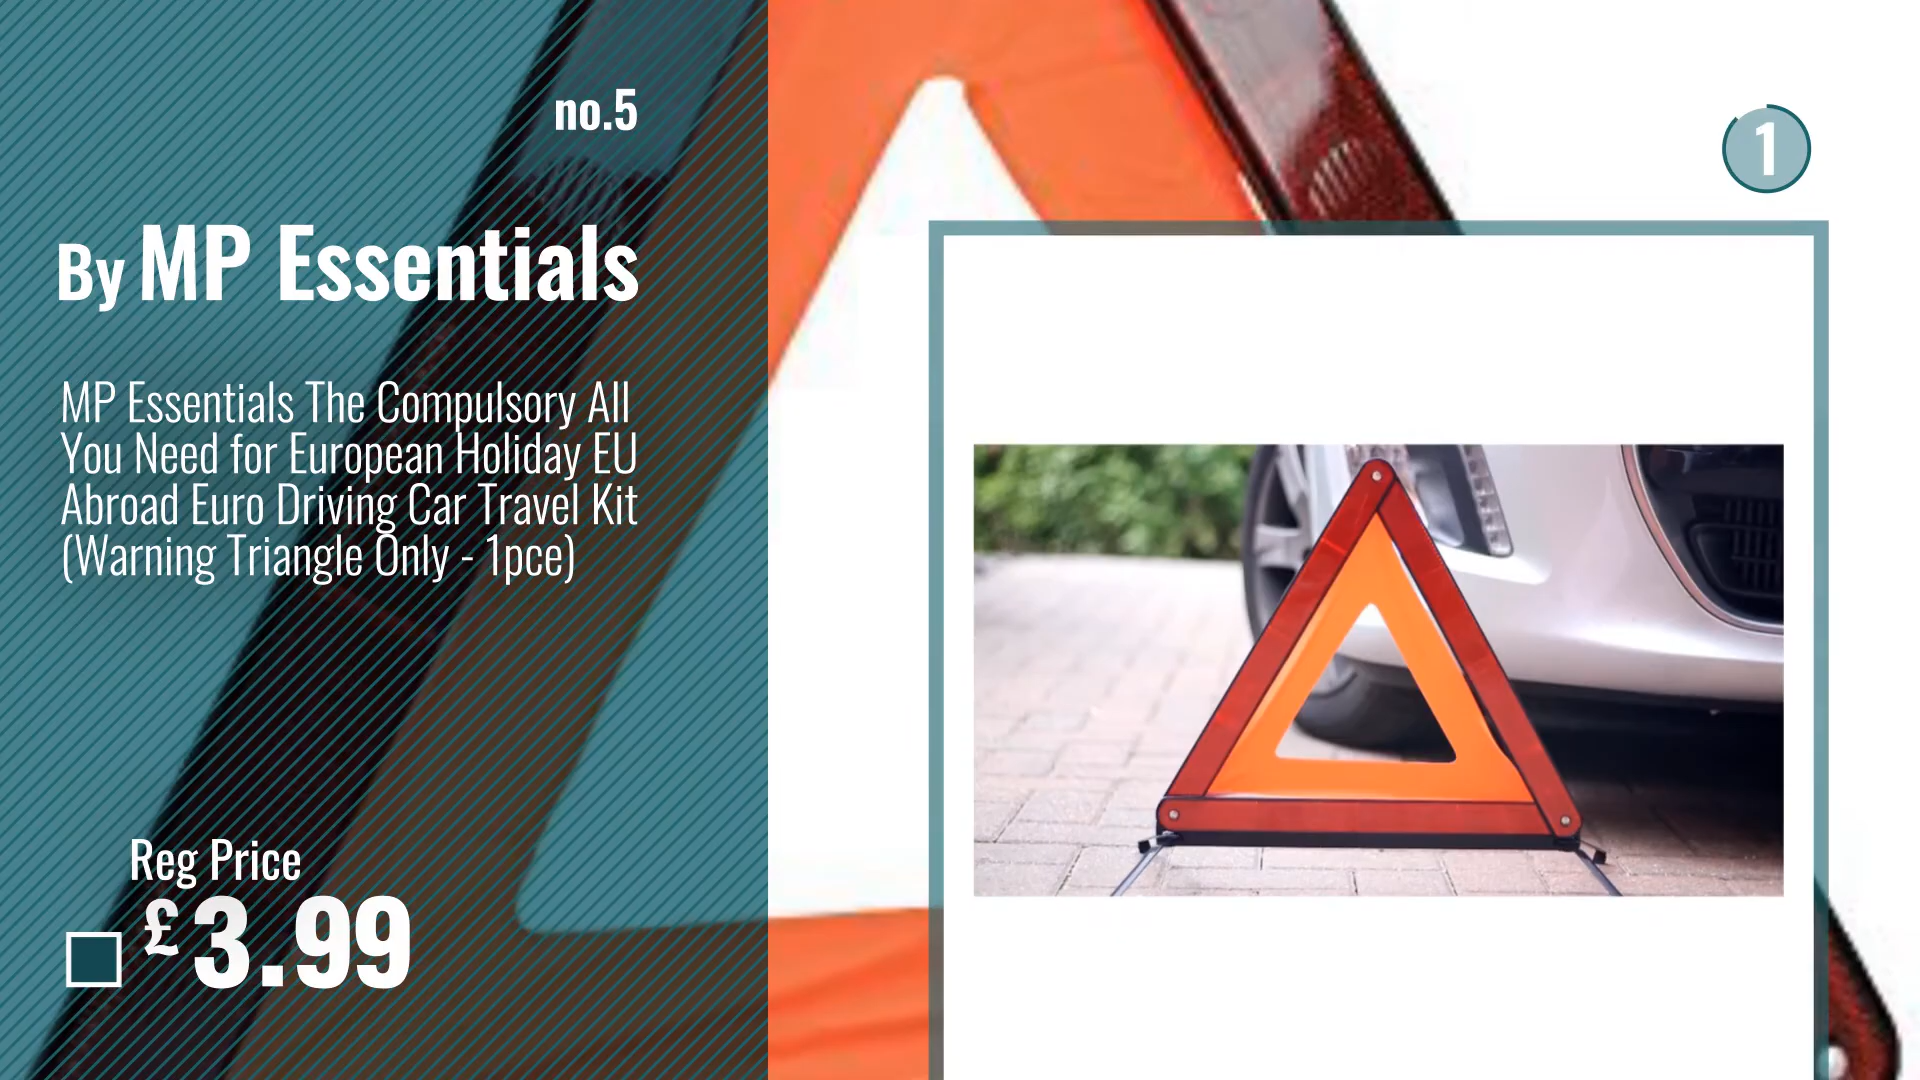 no.5
1
By MP Essentials
MP Essentials The Compulsory All
You Need for European Holiday EU
Abroad Euro Driving Car Travel Kit
(Warning Triangle Only - 1pce)
Reg Price
£3.99